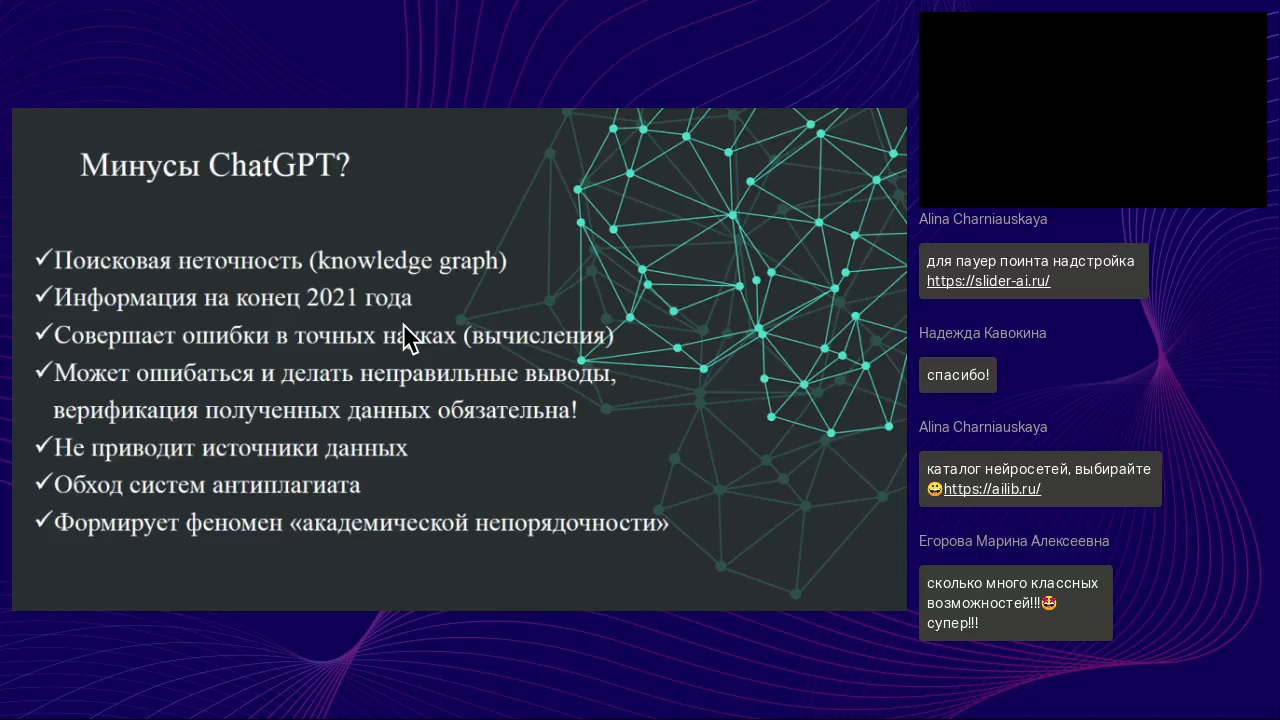 Минусы ChatGPT?
✓Поисковая неточность (knowledge graph)
✓Информация на конец 2021 года
✓Совершает ошибки в точных науках (вычисления)
✓Может ошибаться и делать неправильные выводы,
верификация полученных данных обязательна!
✓Не приводит источники данных
✓Обход систем антиплагиата
✓Формирует феномен «академической непорядочности»
Alina Charniauskaya
для пауер поинта надстройка
https://slider-ai.ru/
Надежда Кавокина
спасибо!
Alina Charniauskaya
каталог нейросетей, выбирайте
😀https://ailib.ru/
Егорова Марина Алексеевна
сколько много классных
возможностей!!!🤩
супер!!!